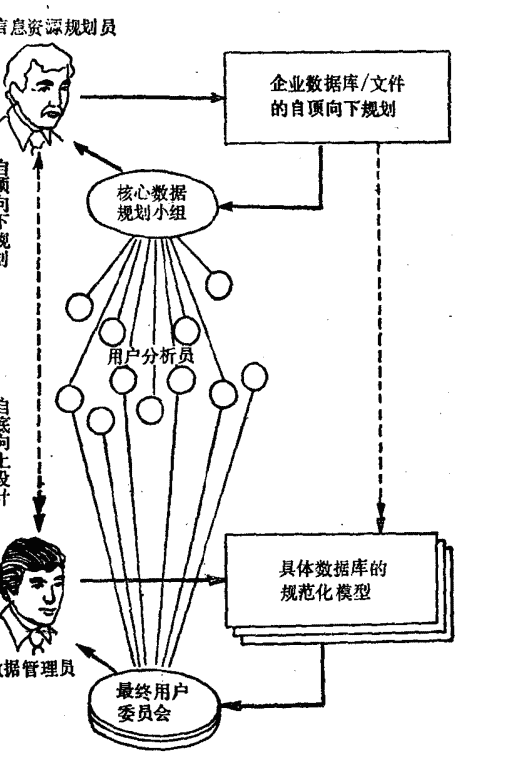 信息资源规划员
企业数据库/文件
的自顶向下规划
核心数据
规划小组
自顶向下规划
用户分析员
自底向上设计
具体数据库的
规范化模型
数据管理员
最终用户
委员会